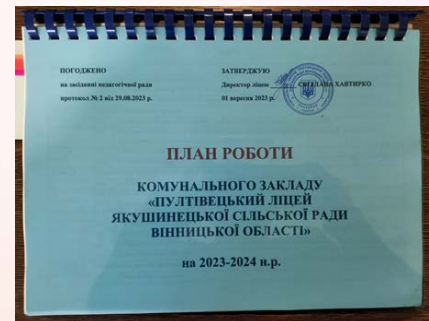 ПОГОДЖЕНО
на засіданні педагогічної ради
протокол № 2 від 29.08.2023 р.
ЗАТВЕРДЖУЮ
Директор ліцею СВІТЛАНА ХАВТИРКО
01 вересня 2023 р.
ПЛАН РОБОТИ
КОМУНАЛЬНОГО ЗАКЛАДУ
«ПУЛТІВЕЦЬКИЙ ЛІЦЕЙ
ЯКУШИНЕЦЬКОЇ СІЛЬСЬКОЇ РАДИ
ВІННИЦЬКОЇ ОБЛАСТІ»
на 2023-2024 н.р.